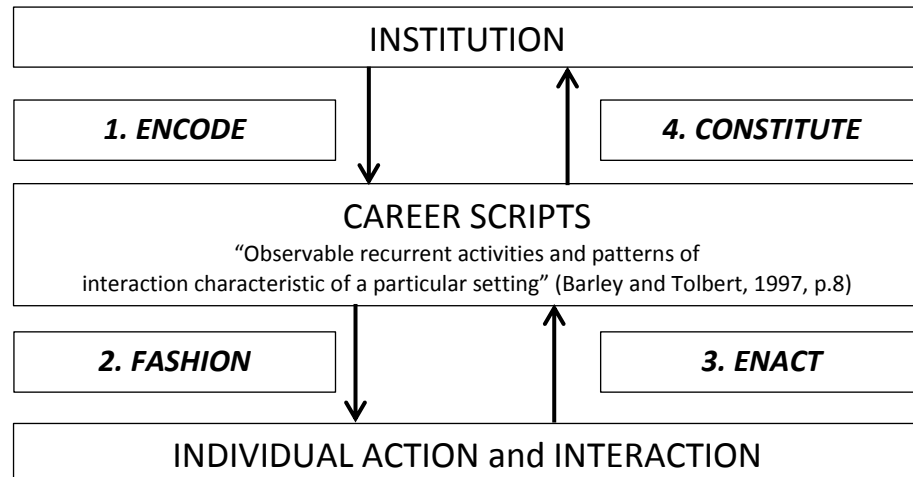 INSTITUTION
1. ENCODE
4. CONSTITUTE
CAREER SCRIPTS
“Observable recurrent activities and patterns of
interaction characteristic of a particular setting” (Barley and Tolbert, 1997, p.8)
2. FASHION
3. ENACT
INDIVIDUAL ACTION and INTERACTION